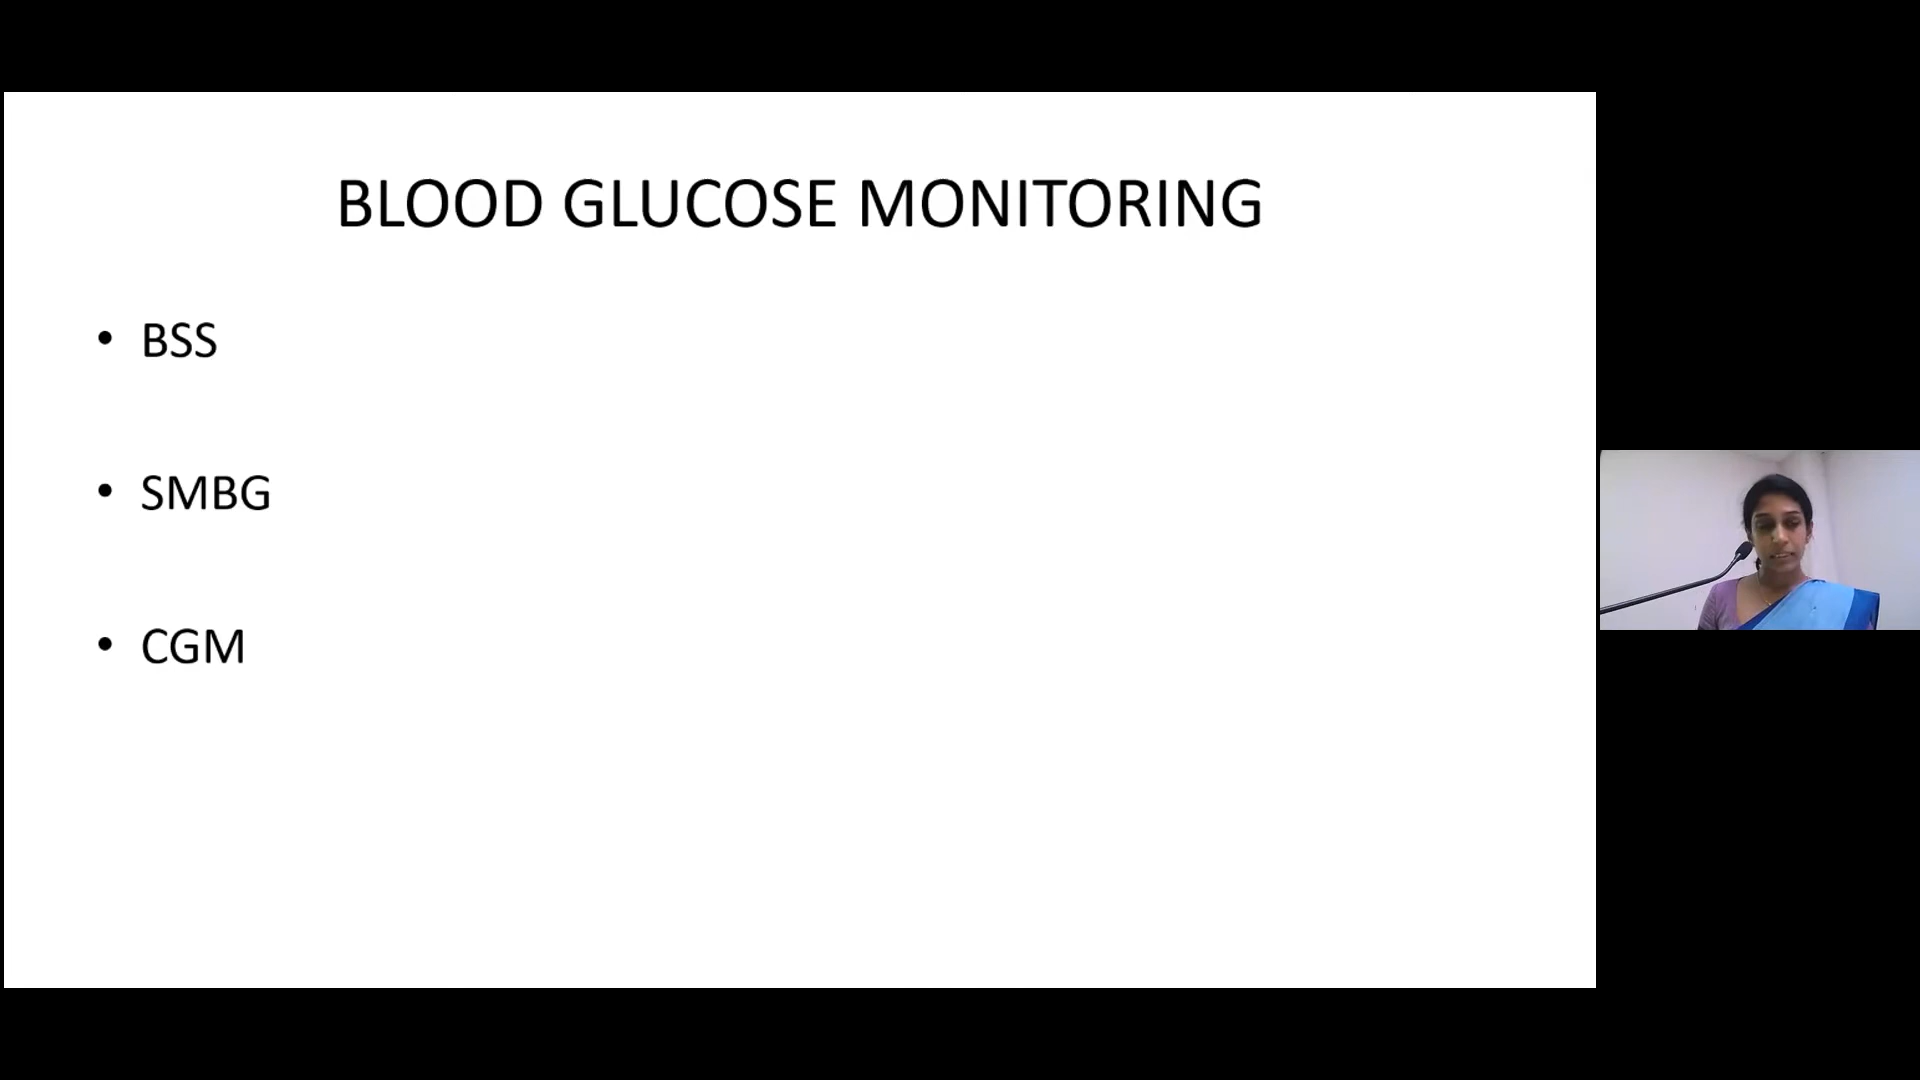 BLOOD GLUCOSE MONITORING
• BSS
• SMBG
• CGM